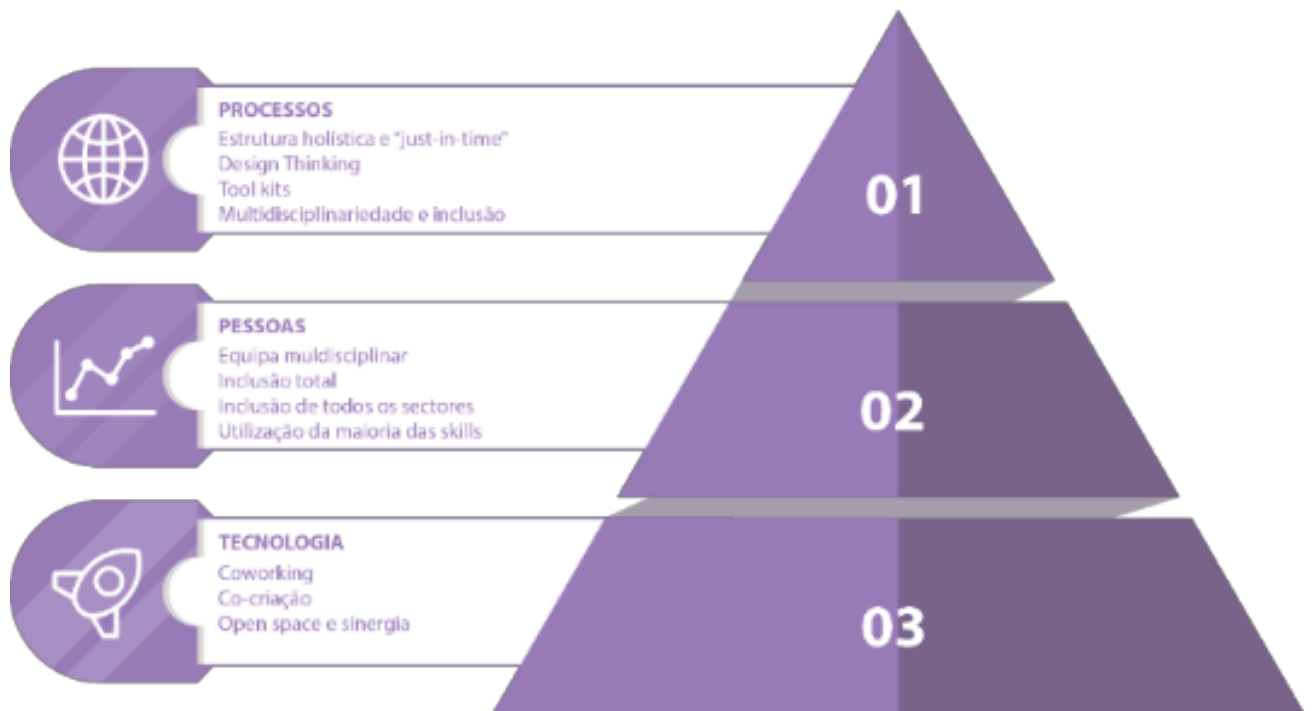 PROCESSOS
Estrutura holística e "just-in-time"
Design Thinking
Tool kits
Multidisciplinariedade e inclusão
01
PESSOAS
Equipa muldisciplinar
Inclusão total
Inclusão de todos os sectores
Utilização da maioria das skills
02
TECNOLOGIA
Coworking
Co-criação
Open space e sinergia
03